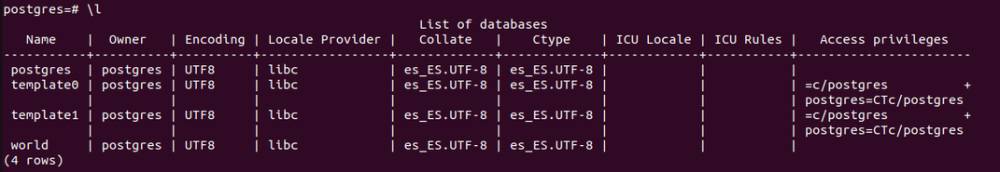 postgres=# \l
                                                       List of databases
   Name    |  Owner   | Encoding | Locale Provider |   Collate   |    Ctype    | ICU Locale | ICU Rules |   Access privileges
-----------+----------+----------+-----------------+-------------+-------------+------------+-----------+-----------------------
 postgres  | postgres | UTF8     | libc            | es_ES.UTF-8 | es_ES.UTF-8 |            |           |
 template0 | postgres | UTF8     | libc            | es_ES.UTF-8 | es_ES.UTF-8 |            |           | =c/postgres          +
           |          |          |                 |             |             |            |           | postgres=CTc/postgres
 template1 | postgres | UTF8     | libc            | es_ES.UTF-8 | es_ES.UTF-8 |            |           | =c/postgres          +
           |          |          |                 |             |             |            |           | postgres=CTc/postgres
 world     | postgres | UTF8     | libc            | es_ES.UTF-8 | es_ES.UTF-8 |            |           |
(4 rows)